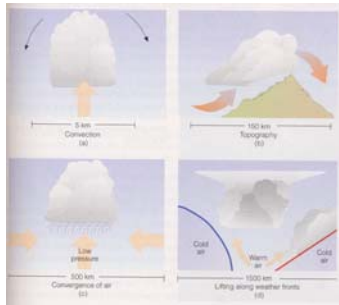 5 km
Convection
(a)
150 km
Topography
(b)
Low
pressure
500 km
Convergence of air
(c)
Cold
air
Warm
air
Cold
air
1500 km
Lifting along weather fronts
(d)